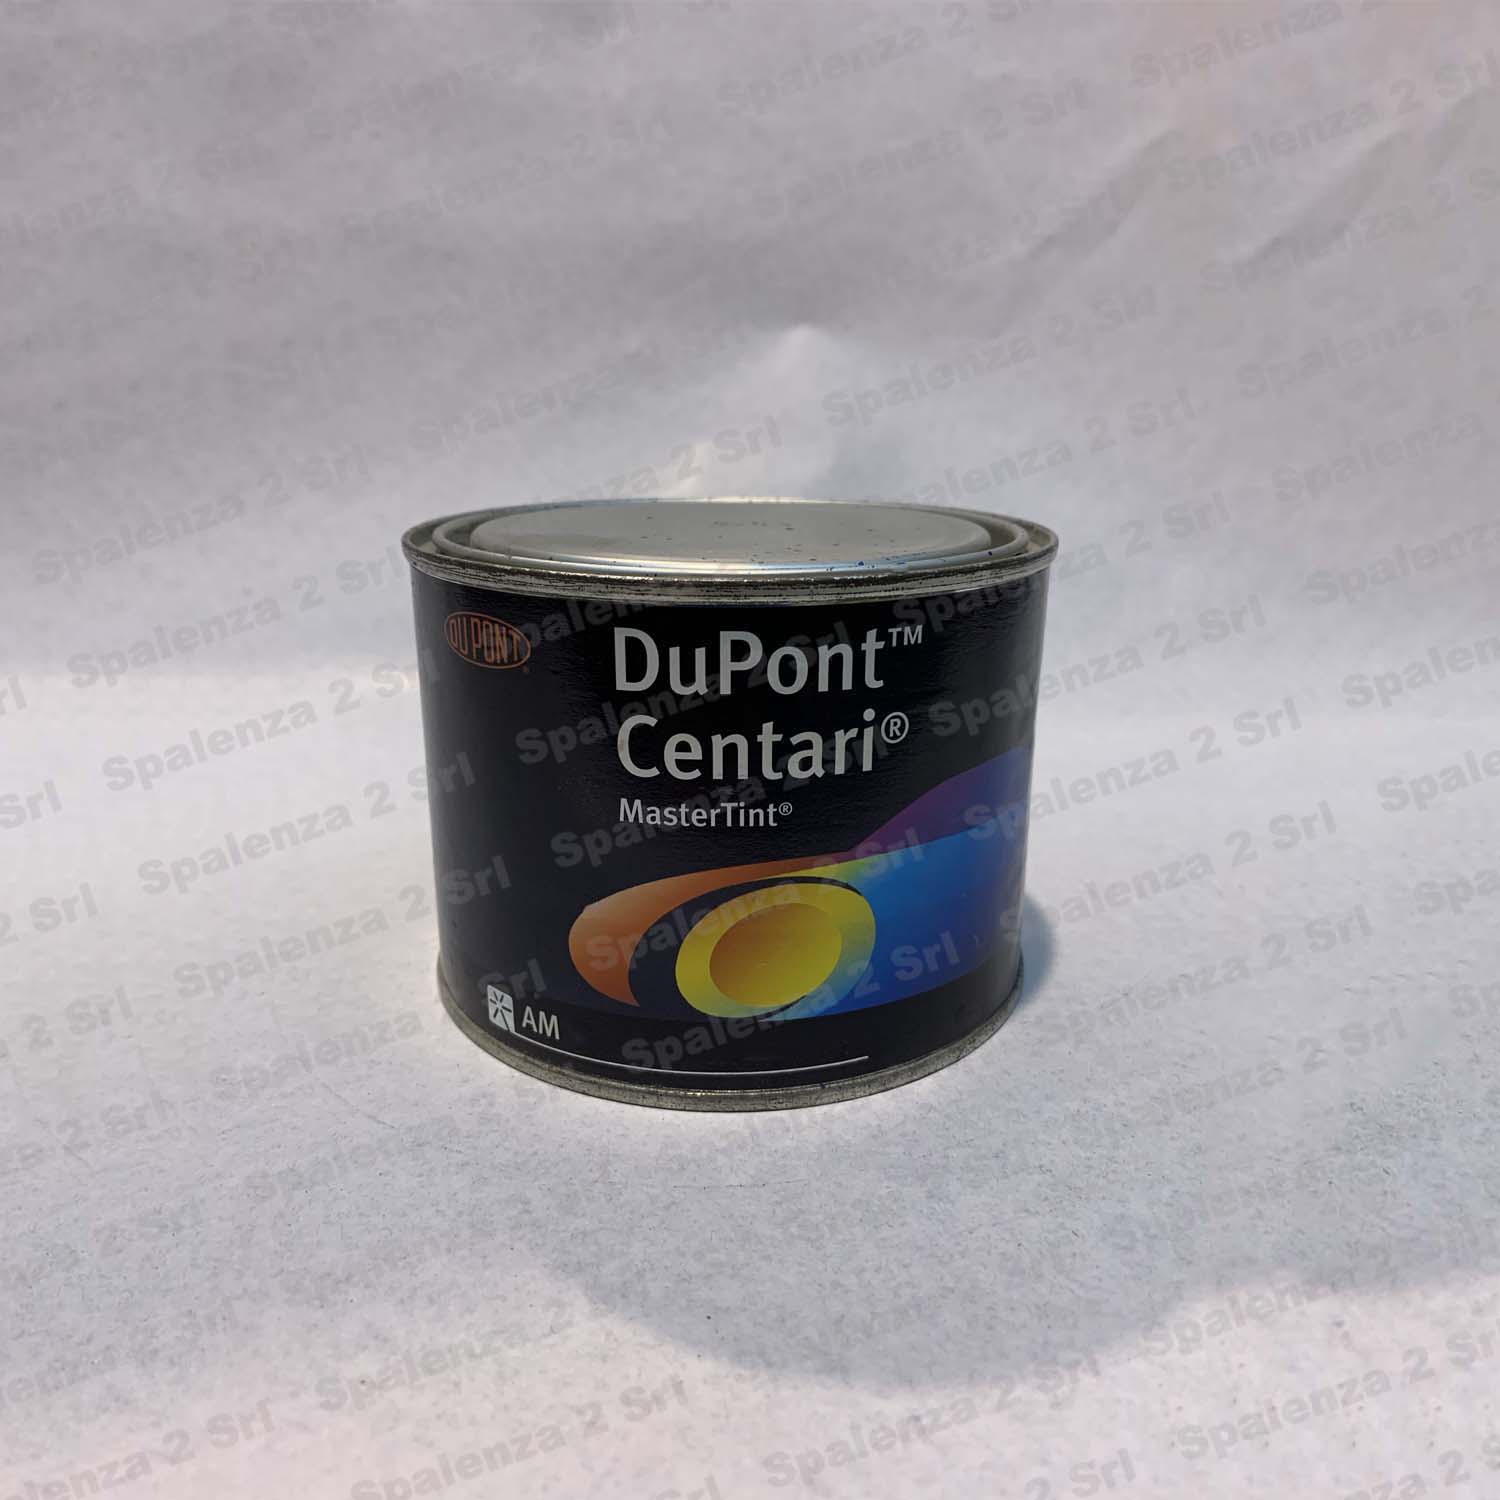 DU PONT®
DuPont™
Centari®
MasterTint®
AM
Spalenza 2 Srl